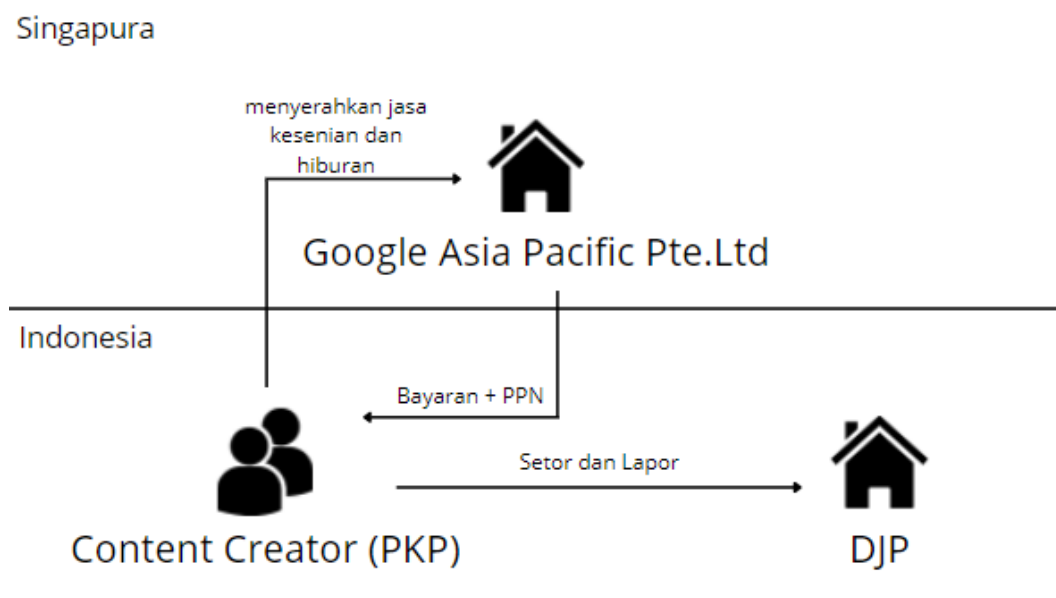 Singapura
menyerahkan jasa
kesenian dan
hiburan
Google Asia Pacific Pte.Ltd
Indonesia
Bayaran + PPN
Setor dan Lapor
Content Creator (PKP)
DJP